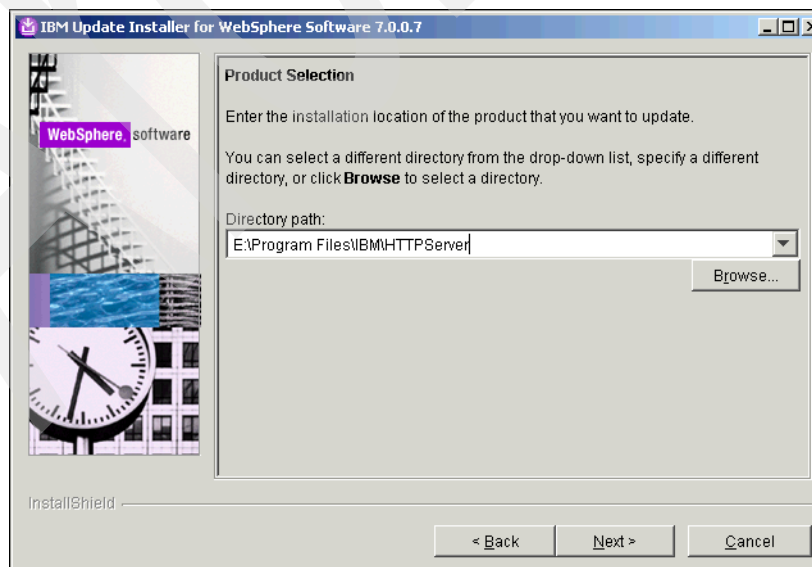 IBM Update Installer for WebSphere Software 7.0.0.7
WebSphere. software
Product Selection
Enter the installation location of the product that you want to update.
You can select a different directory from the drop-down list, specify a different
directory, or click Browse to select a directory.
Directory path:
E:\Program Files\IBM\HTTPServer
Browse...
InstallShield
< Back Next > Cancel